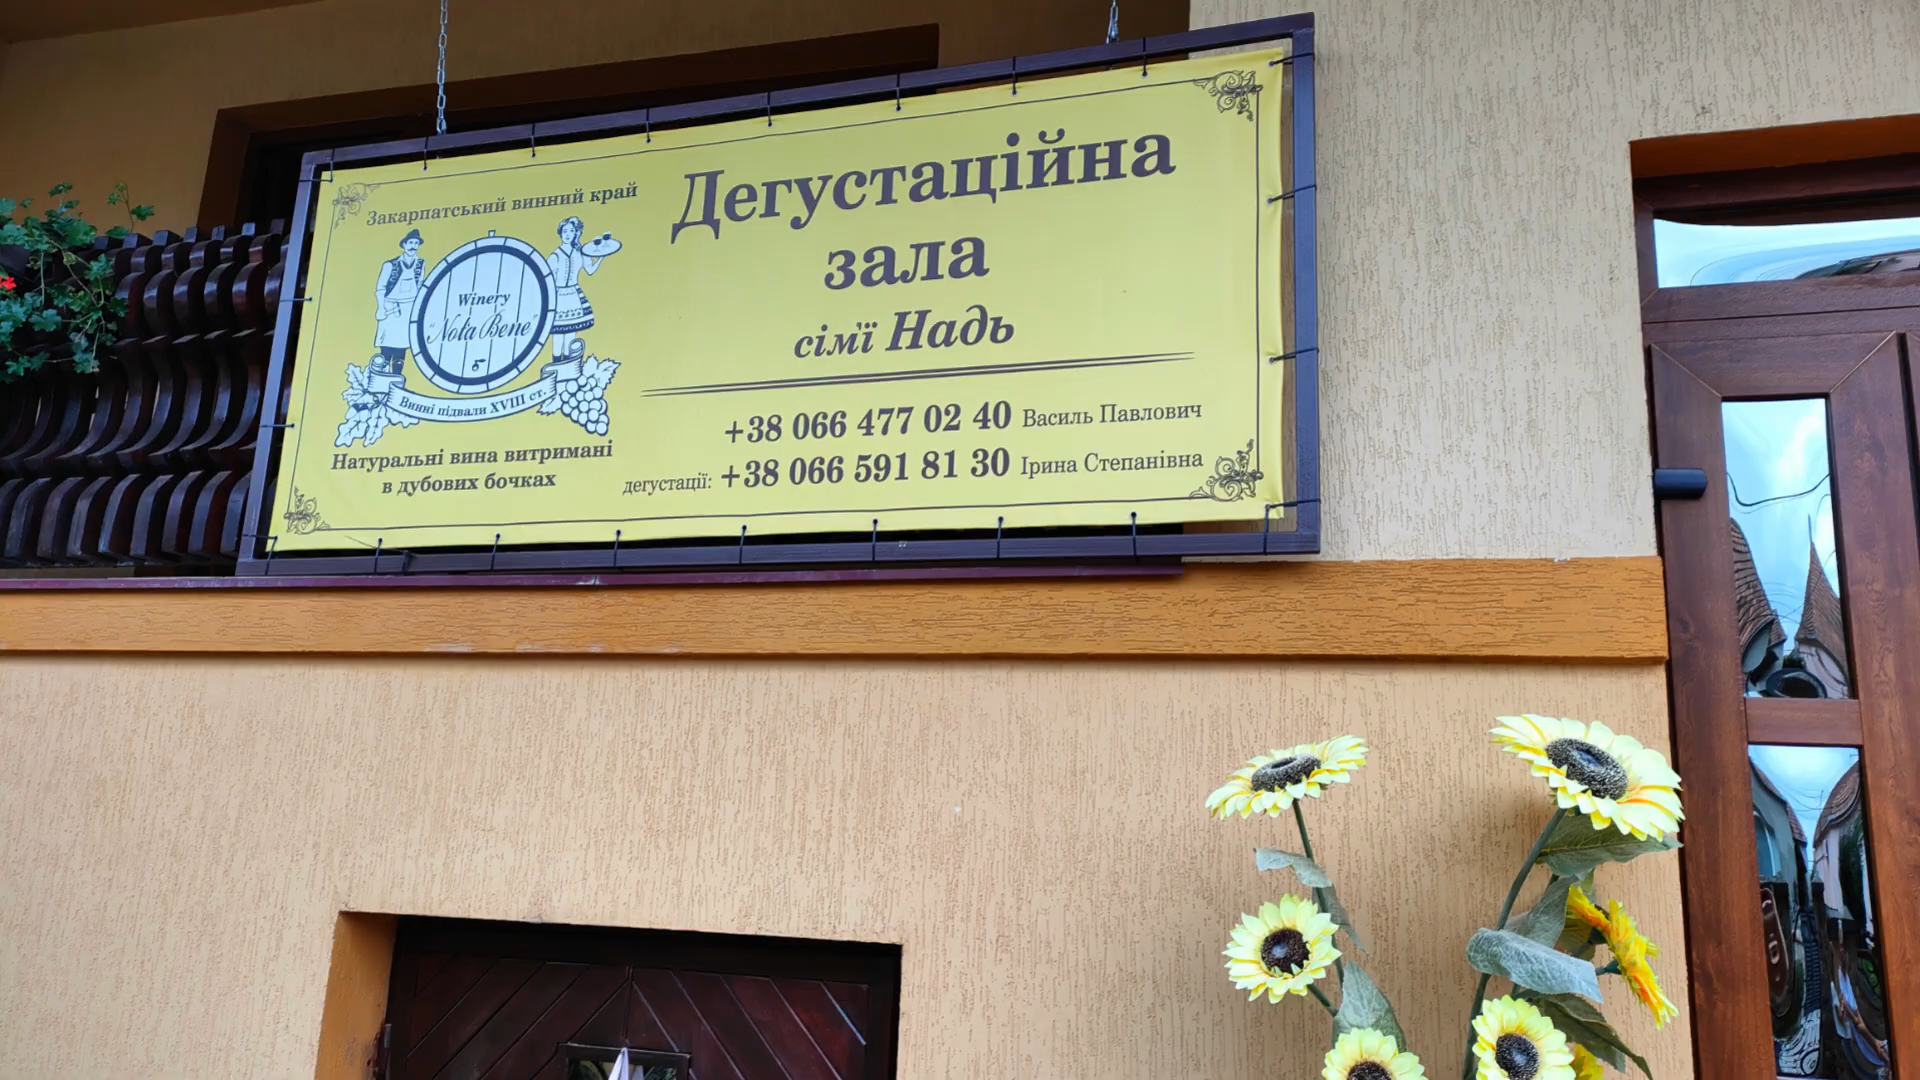 Закарпатський винний край
Winery
"Nota Bene"
Винні підвали XVIII ст.
Натуральні вина витримані
в дубових бочках
Дегустаційна
зала
сім'ї Надь
+38 066 477 02 40 Василь Павлович
дегустації: +38 066 591 81 30 Ірина Степанівна